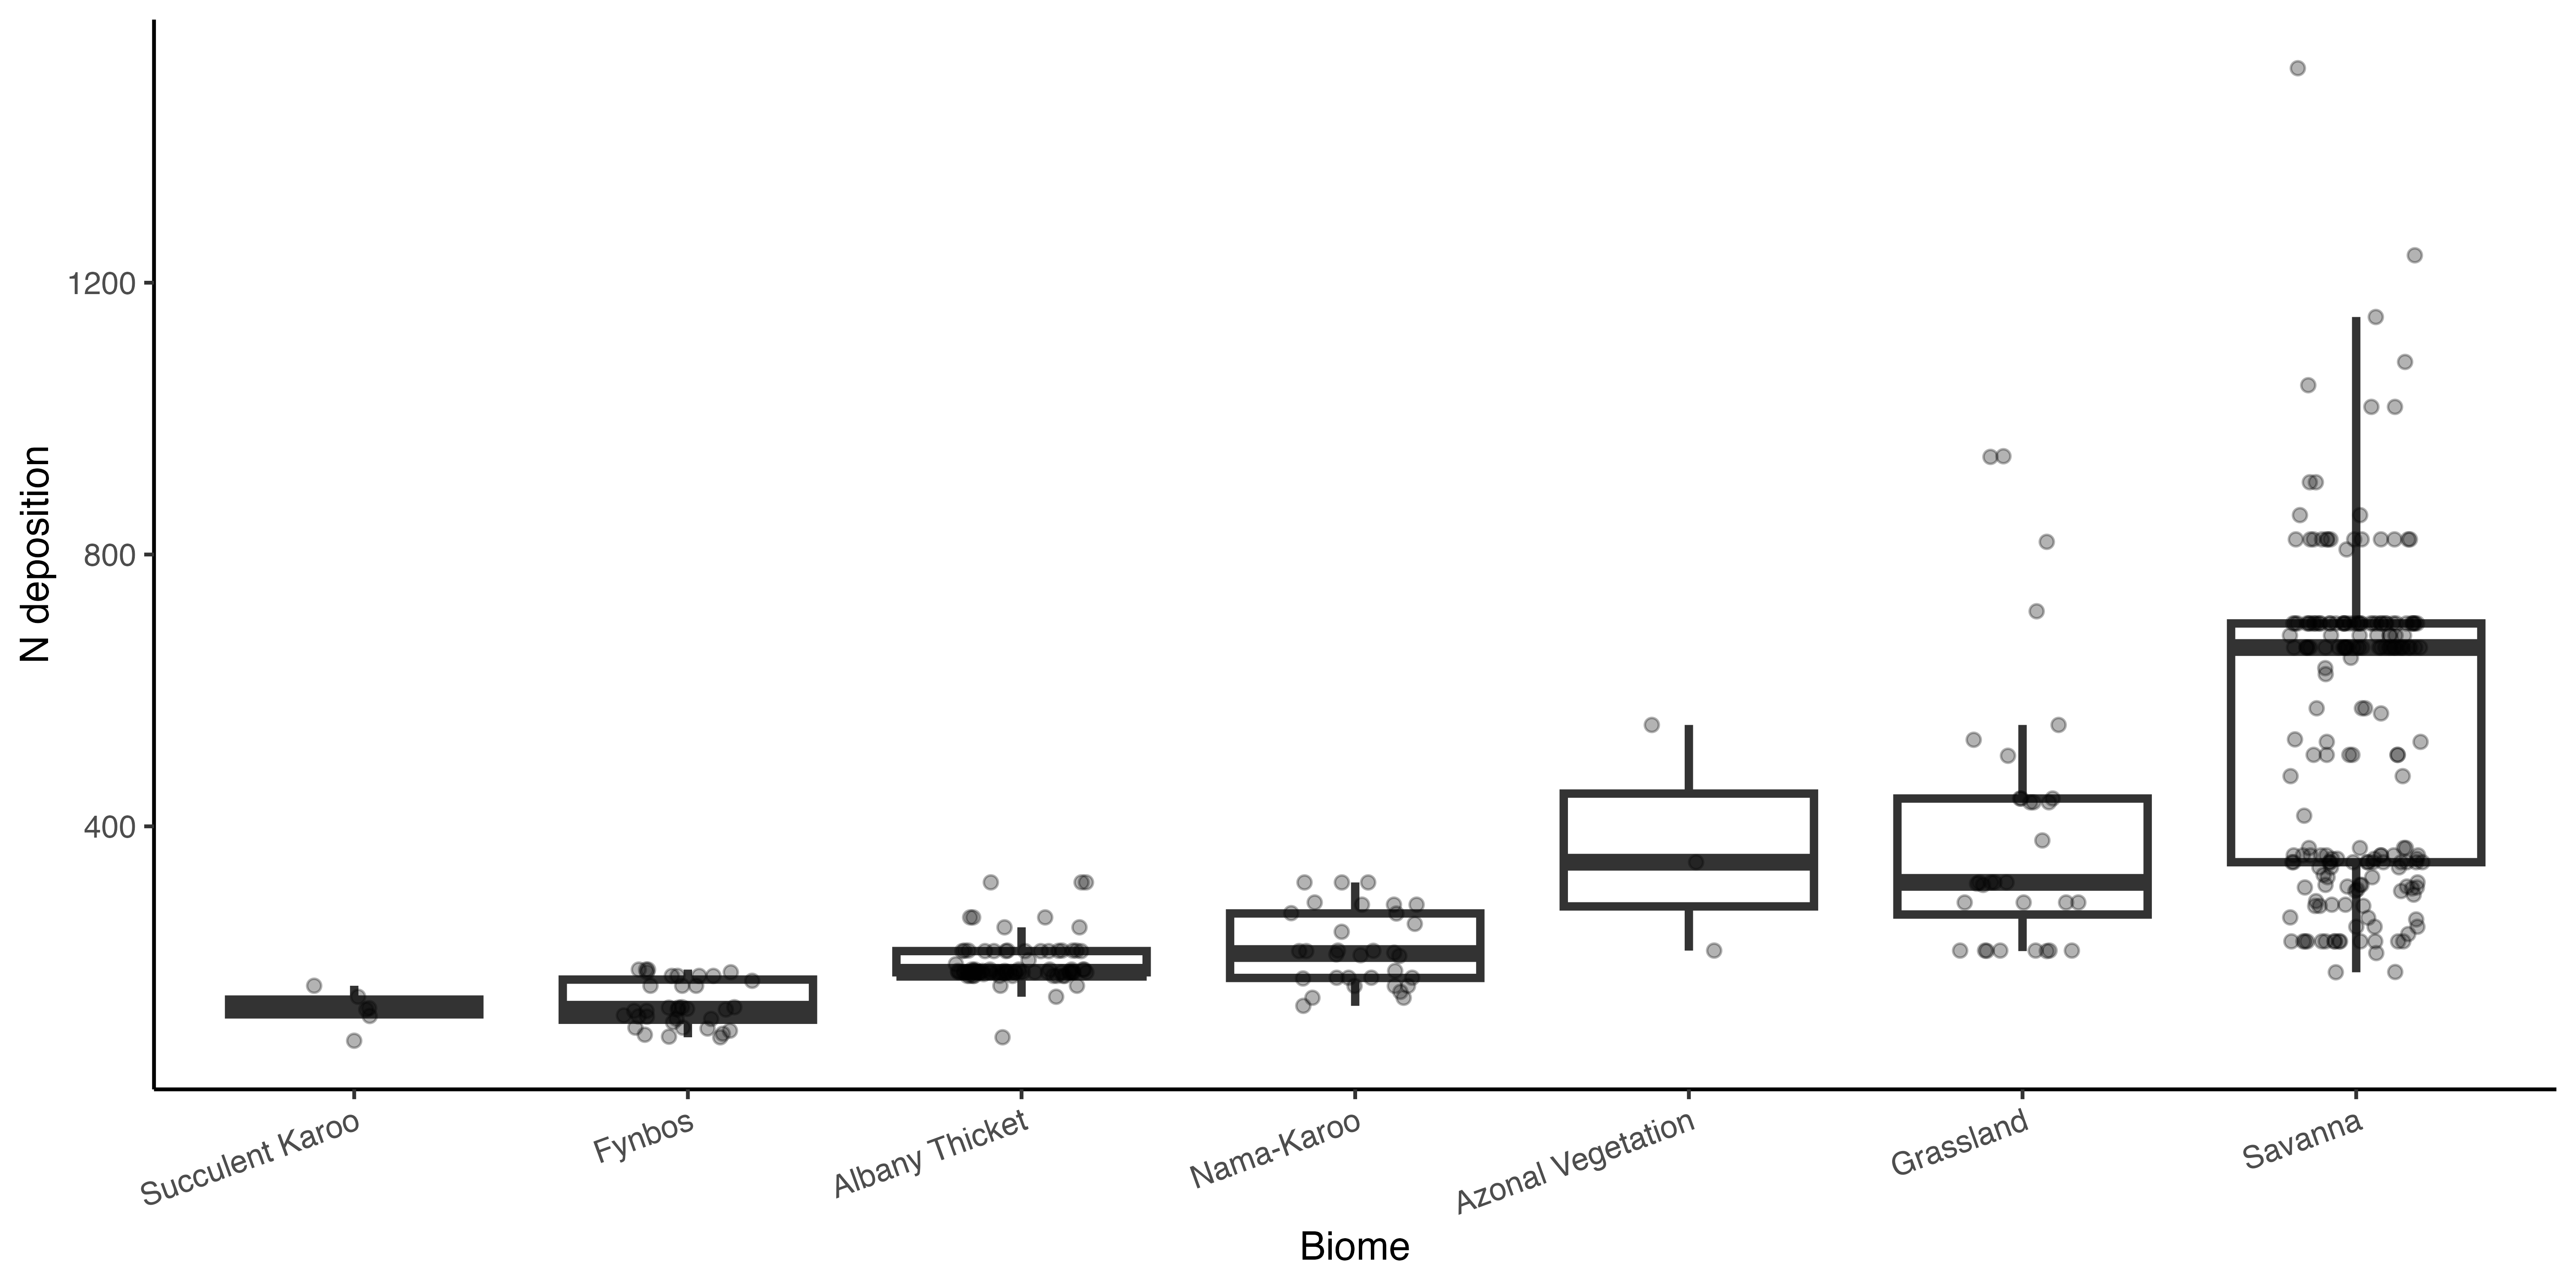 N deposition
1200
800
400
Succulent Karoo
Fynbos
Albany Thicket
Nama-Karoo
Azonal Vegetation
Grassland
Savanna
Biome